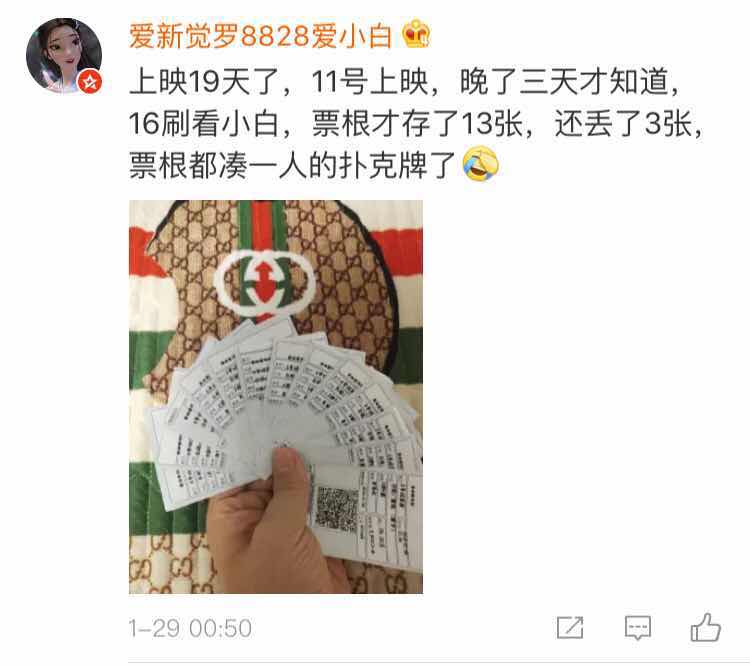 爱新觉罗8828爱小白
上映19天了，11号上映，晚了三天才知道，
16刷看小白，票根才存了13张，还丢了3张，
票根都凑一人的扑克牌了
1-29 00:50